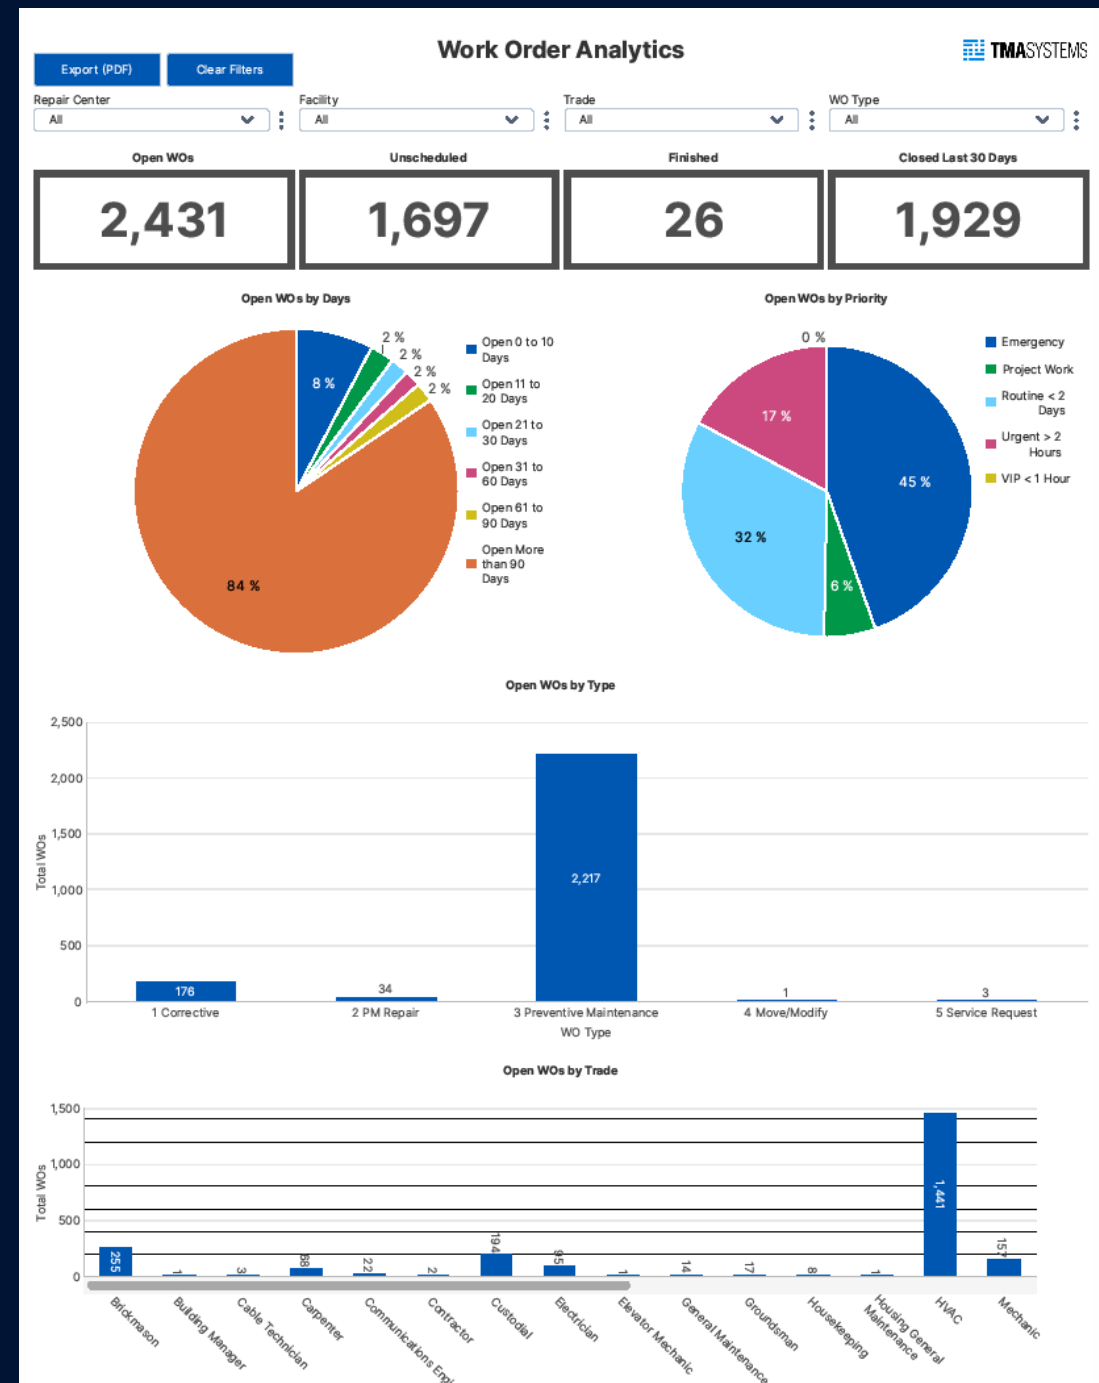 Work Order Analytics
TMASYSTEMS
Export (PDF)
Clear Filters
Repair Center
Facility
Trade
WO Type
All
All
All
All
Open WOs
Unscheduled
Finished
Closed Last 30 Days
2,431
1,697
26
1,929
Open WOs by Days
2 %
2 %
2 %
2 %
8 %
84 %
Open 0 to 10
Days
Open 11 to
20 Days
Open 21 to
30 Days
Open 31 to
60 Days
Open 61 to
90 Days
Open More
than 90
Days
Open WOs by Priority
0 %
17 %
45 %
32 %
6 %
Emergency
Project Work
Routine < 2
Days
Urgent > 2
Hours
VIP < 1 Hour
Open WOs by Type
2,500
2,000
1,500
1,000
500
0
Total WOs
176
34
2,217
1
3
1 Corrective
2 PM Repair
3 Preventive Maintenance
4 Move/Modify
5 Service Request
WO Type
Open WOs by Trade
1,500
1,000
500
0
Total WOs
255
1
3
68
22
2
194
95
1
14
17
8
1
1,441
157
Brickmason
Building Manager
Cable Technician
Carpenter
Communications Engi
Contractor
Custodial
Electrician
Elevator Mechanic
General Maintenance
Groundsman
Housekeeping
Housing General
Maintenance
HVAC
Mechanic